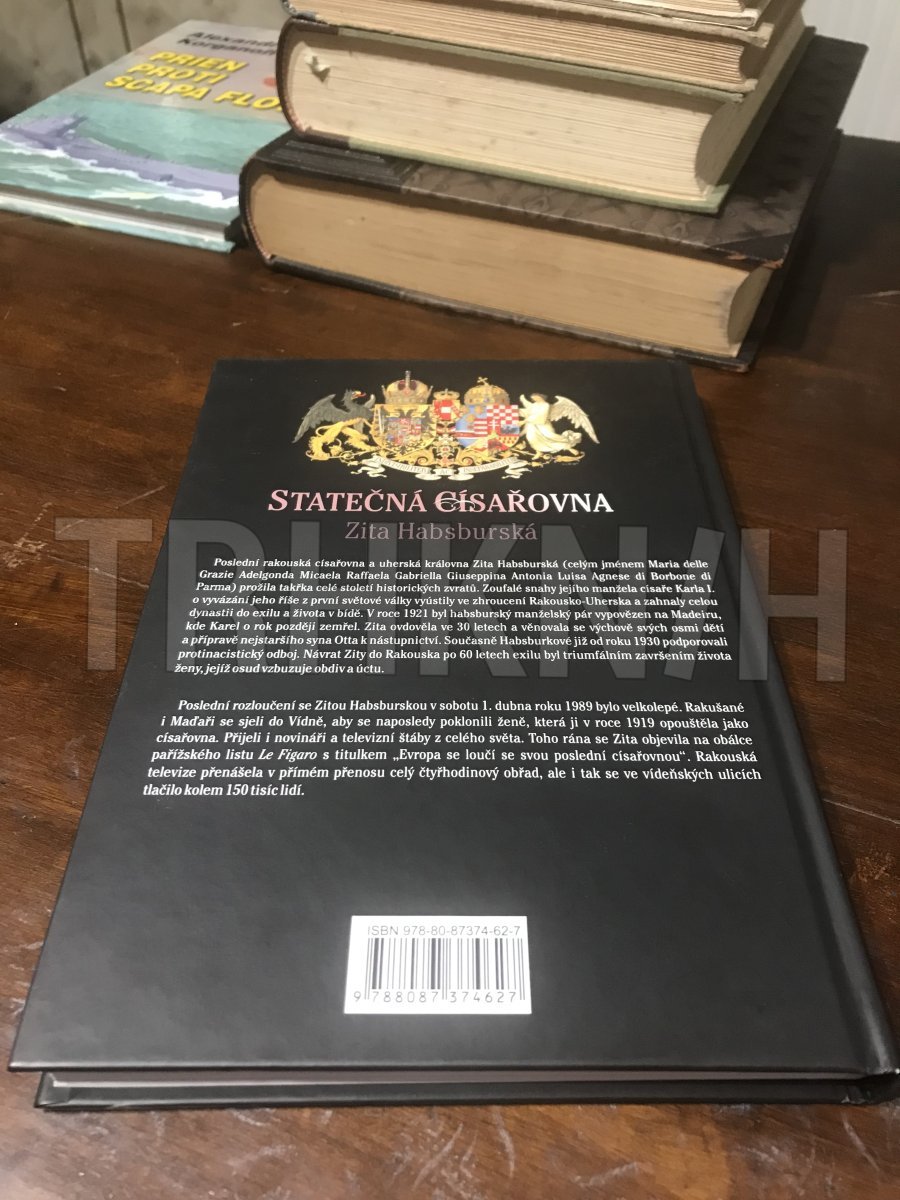 Alexand
Korgano
PRIEN
PROTI
SCAPA FLO
STATEČNÁ CÍSAŘOVNA
Zita Habsburská
Poslední rakouská císařovna a uherská královna Zita Habsburská (celým jménem Maria delle
Grazie Adelgonda Micaela Raffaela Gabriella Giuseppina Antonia Luisa Agnese di Borbone di
Parma) prožila takřka celé století historických zvratů. Zoufalé snahy jejího manžela císaře Karla I.
o vyvázání jeho říše z první světové války vyústily ve zhroucení Rakousko-Uherska a zahnaly celou
dynastii do exilu a života v bídě. V roce 1921 byl habsburský manželský pár vypovězen na Madeiru,
kde Karel o rok později zemřel. Zita ovdověla ve 30 letech a věnovala se výchově svých osmi dětí
a přípravě nejstaršího syna Otta k nástupnictví. Současně Habsburkové již od roku 1930 podporovali
protinacistický odboj. Návrat Zity do Rakouska po 60 letech exilu byl triumfálním završením života
ženy, jejíž osud vzbuzuje obdiv a úctu.
Poslední rozloučení se Zitou Habsburskou v sobotu 1. dubna roku 1989 bylo velkolepé. Rakušané
i Maďaři se sjeli do Vídně, aby se naposledy poklonili ženě, která ji v roce 1919 opouštěla jako
císařovna. Přijeli i novináři a televizní štáby z celého světa. Toho rána se Zita objevila na obálce
pařížského listu Le Figaro s titulkem „Evropa se loučí se svou poslední císařovnou“. Rakouská
televize přenášela v přímém přenosu celý čtyřhodinový obřad, ale i tak se ve vídeňských ulicích
tlačilo kolem 150 tisíc lidí.
ISBN 978-80-87374-62-7
9 788087 374627